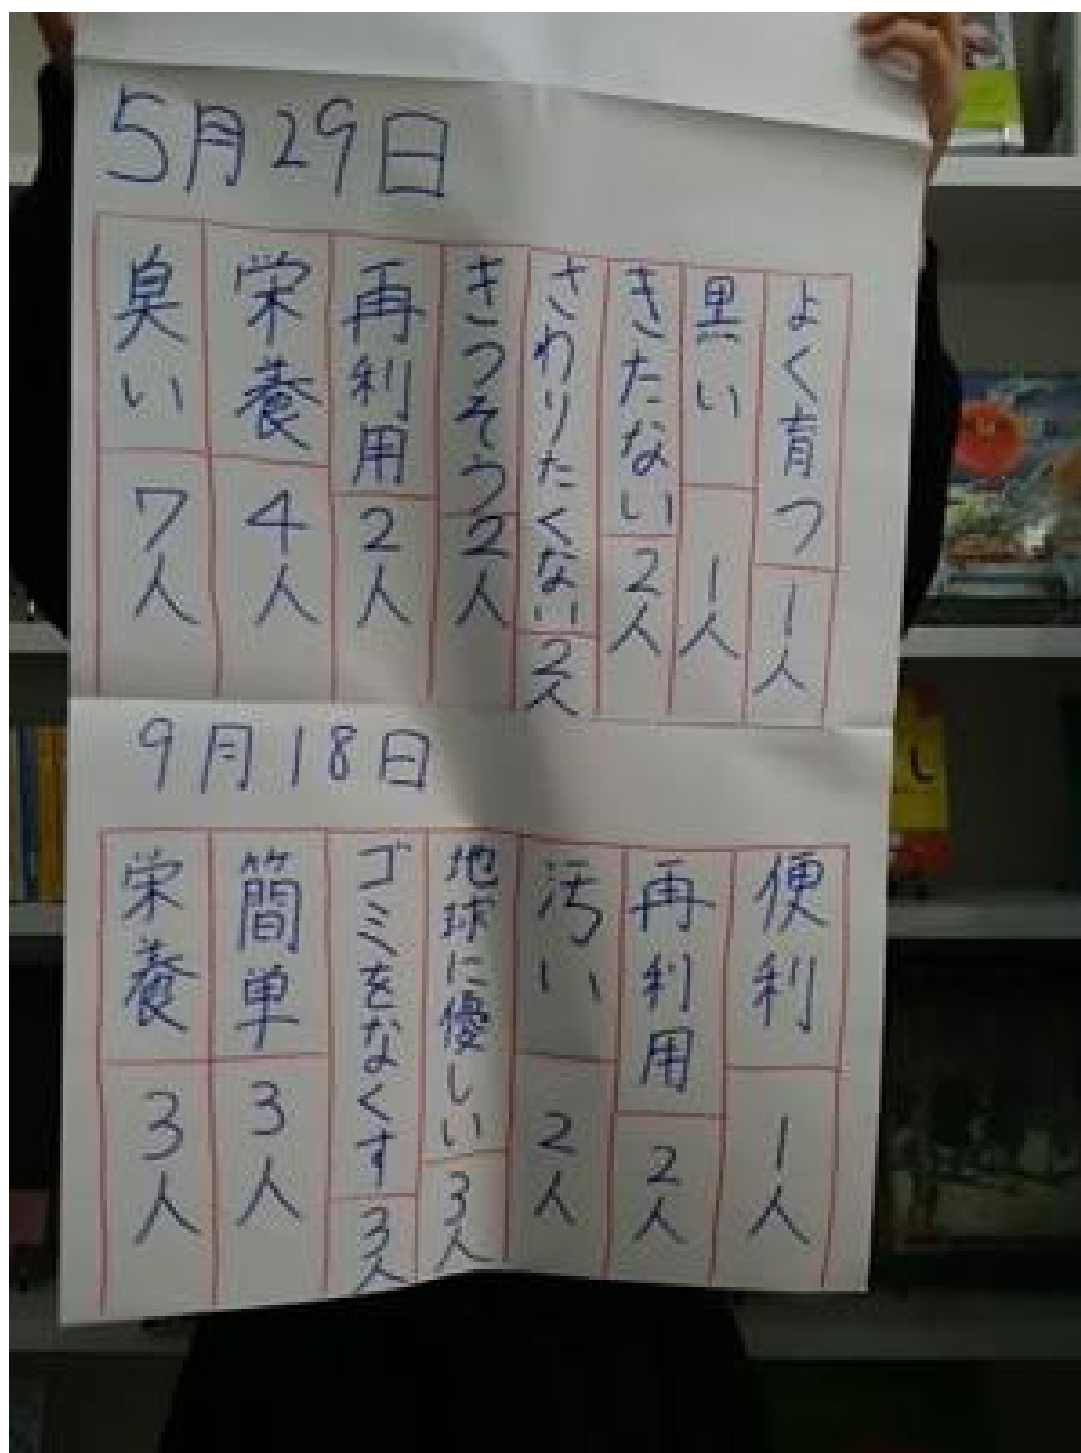 5月29日
臭い 7人
栄養 4人
再利用 2人
きつそう 2人
さわりたくない 2人
きたない 2人
黒い 1人
よく育つ 1人
9月18日
栄養 3人
簡単 3人
ゴミをなくす 3人
地球に優しい 3人
汚い 2人
再利用 2人
便利 1人
し